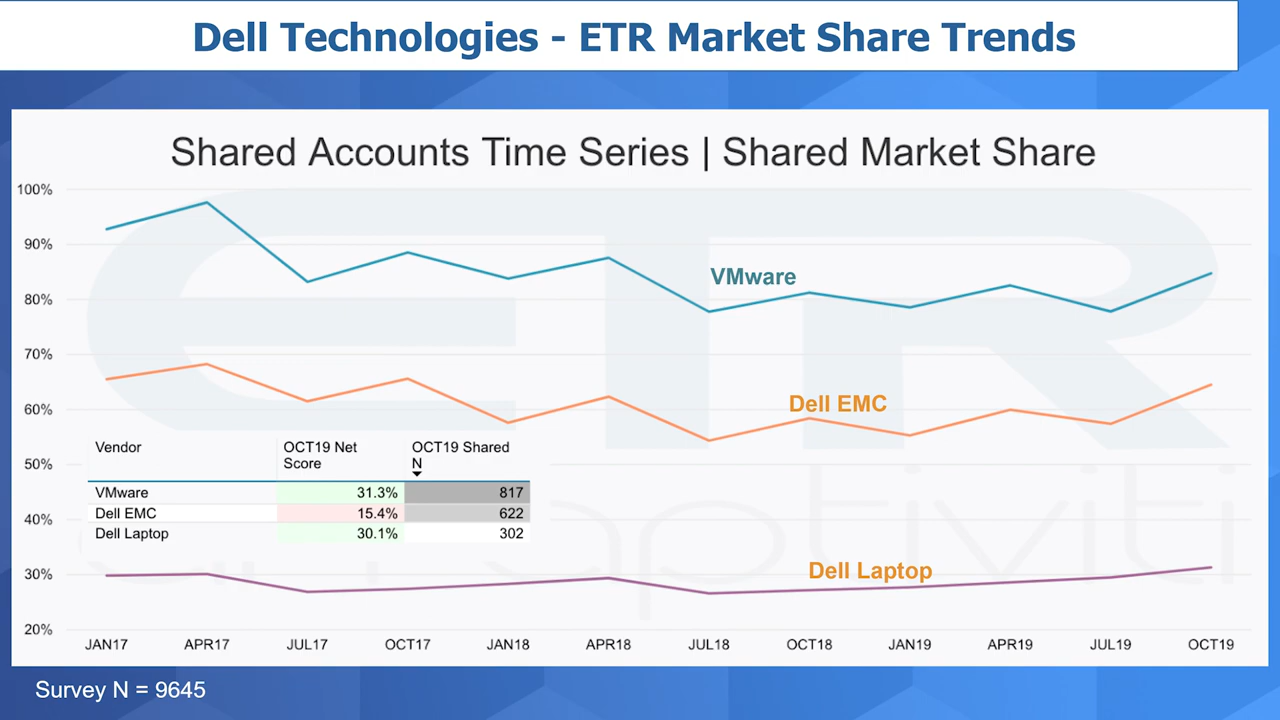 Dell Technologies - ETR Market Share Trends
Shared Accounts Time Series | Shared Market Share
100%
90%
80%
70%
60%
50%
40%
30%
20%
VMware
Dell EMC
Dell Laptop
Vendor
OCT19 Net
Score
OCT19 Shared
N
VMware 31.3% 817
Dell EMC 15.4% 622
Dell Laptop 30.1% 302
JAN17 APR17 JUL17 OCT17 JAN18 APR18 JUL18 OCT18 JAN19 APR19 JUL19 OCT19
ETR
Survey N = 9645